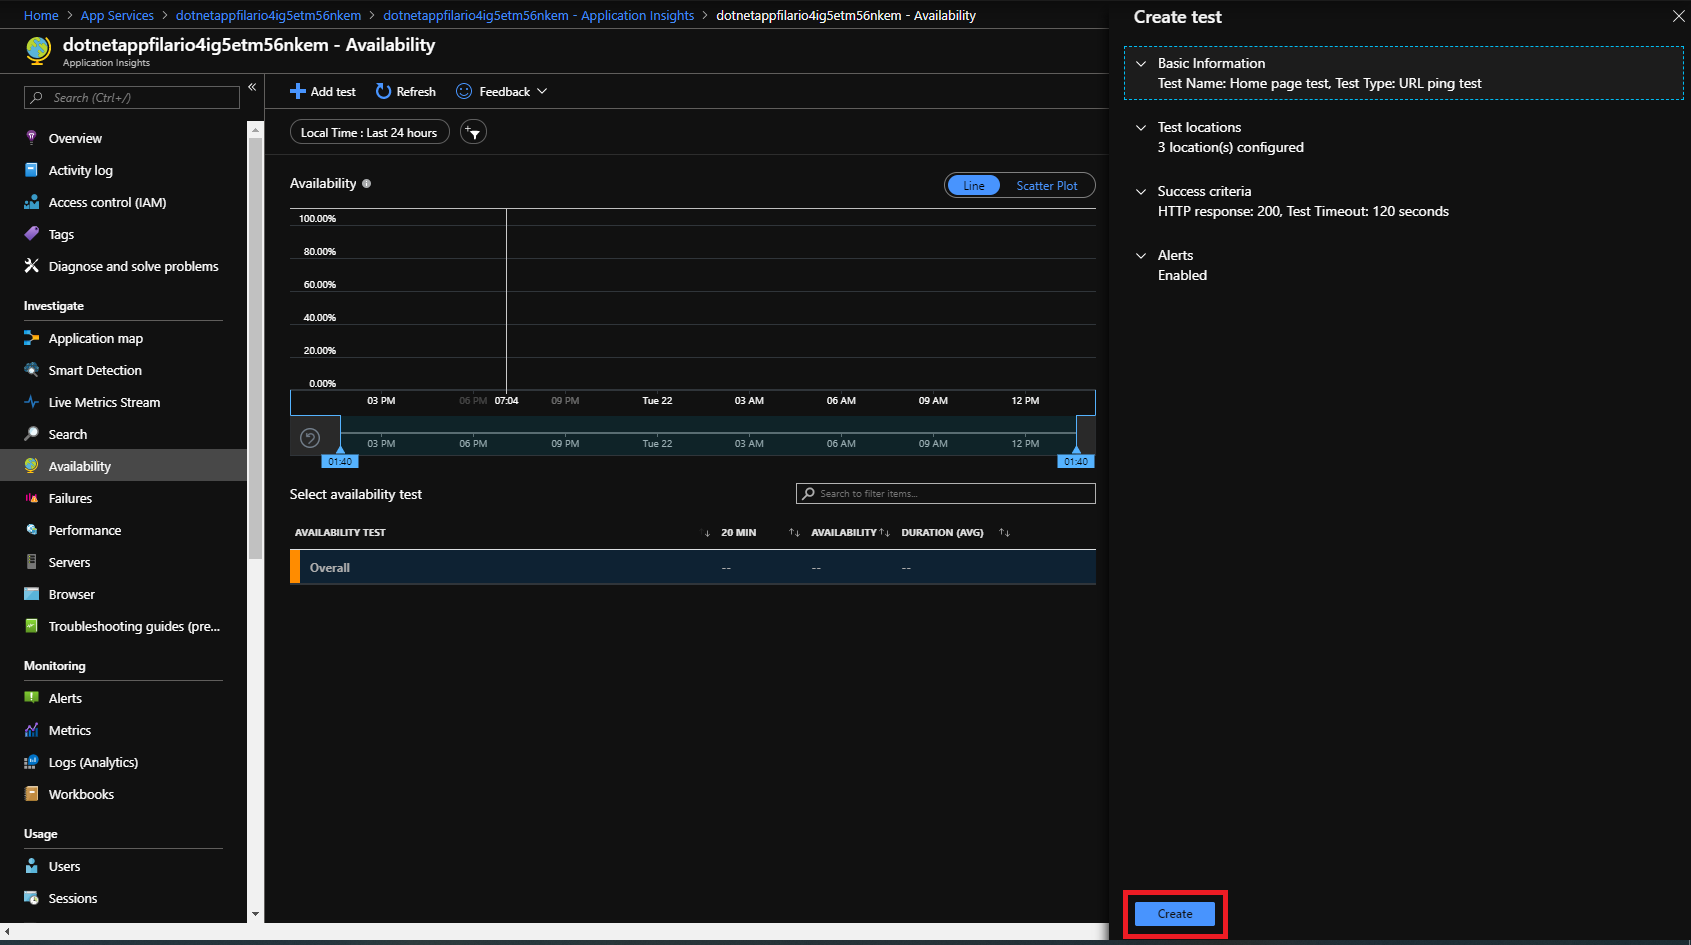 Home > App Services > dotnetappfilario4ig5etm56nkem > dotnetappfilario4ig5etm56nkem - Application Insights > dotnetappfilario4ig5etm56nkem - Availability
dotnetappfilario4ig5etm56nkem - Availability
Application Insights
Search (Ctrl+/)
Overview
Activity log
Access control (IAM)
Tags
Diagnose and solve problems
Investigate
Application map
Smart Detection
Live Metrics Stream
Search
Availability
Failures
Performance
Servers
Browser
Troubleshooting guides (pre...
Monitoring
Alerts
Metrics
Logs (Analytics)
Workbooks
Usage
Users
Sessions
Add test Refresh Feedback
Local Time : Last 24 hours
Availability
Line Scatter Plot
100.00%
80.00%
60.00%
40.00%
20.00%
0.00%
03 PM 06 PM 07:04 09 PM Tue 22 03 AM 06 AM 09 AM 12 PM
03 PM 06 PM 09 PM Tue 22 03 AM 06 AM 09 AM 12 PM
01:40 01:40
Select availability test
Search to filter items...
AVAILABILITY TEST 20 MIN AVAILABILITY DURATION (AVG)
Overall -- -- --
Create test
Basic Information
Test Name: Home page test, Test Type: URL ping test
Test locations
3 location(s) configured
Success criteria
HTTP response: 200, Test Timeout: 120 seconds
Alerts
Enabled
Create